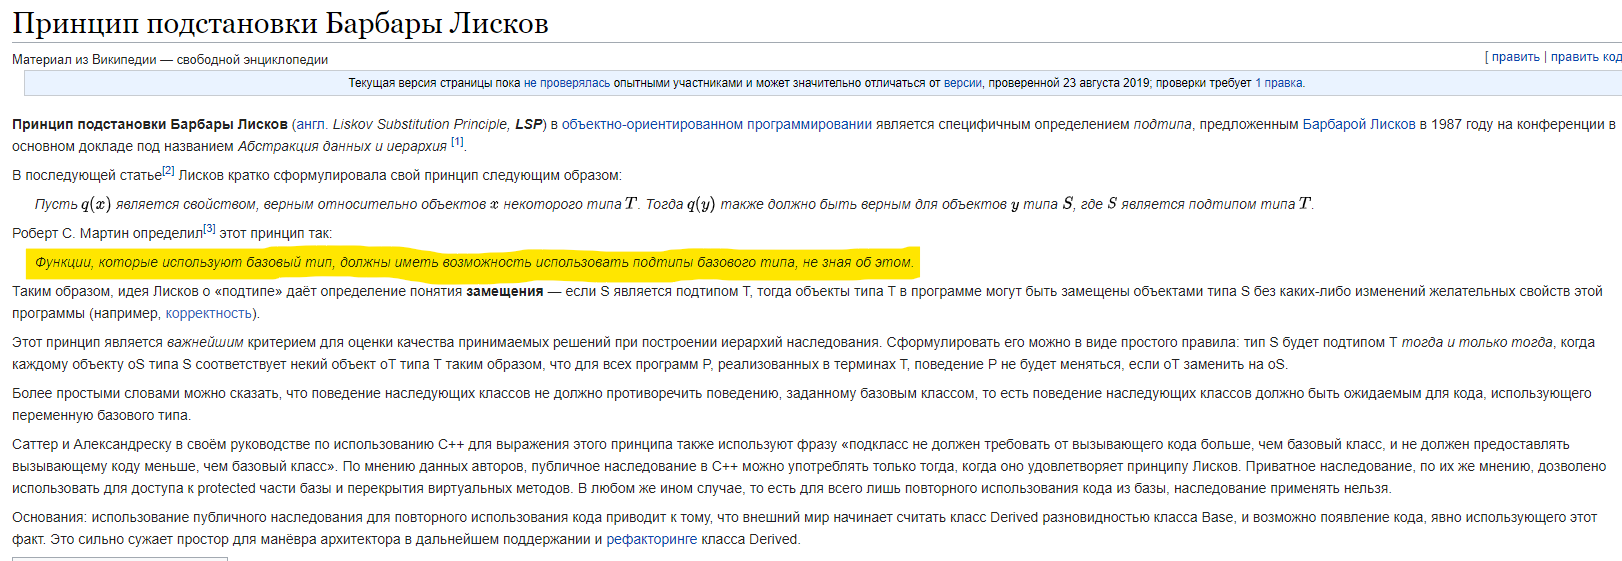 Принцип подстановки Барбары Лисков
Материал из Википедии — свободной энциклопедии
[ править | править код
Текущая версия страницы пока не проверялась опытными участниками и может значительно отличаться от версии, проверенной 23 августа 2019; проверки требует 1 правка.
Принцип подстановки Барбары Лисков (англ. Liskov Substitution Principle, LSP) в объектно-ориентированном программировании является специфичным определением подтипа, предложенным Барбарой Лисков в 1987 году на конференции в
основном докладе под названием Абстракция данных и иерархия [1].
В последующей статье[2] Лисков кратко сформулировала свой принцип следующим образом:
Пусть q(x) является свойством, верным относительно объектов x некоторого типа T. Тогда q(y) также должно быть верным для объектов y типа S, где S является подтипом типа T.
Роберт С. Мартин определил[3] этот принцип так:
Функции, которые используют базовый тип, должны иметь возможность использовать подтипы базового типа, не зная об этом.
Таким образом, идея Лисков о «подтипе» даёт определение понятия замещения — если S является подтипом T, тогда объекты типа T в программе могут быть замещены объектами типа S без каких-либо изменений желательных свойств этой
программы (например, корректность).
Этот принцип является важнейшим критерием для оценки качества принимаемых решений при построении иерархий наследования. Сформулировать его можно в виде простого правила: тип S будет подтипом T тогда и только тогда, когда
каждому объекту oS типа S соответствует некий объект oT типа T таким образом, что для всех программ P, реализованных в терминах T, поведение P не будет меняться, если oT заменить на oS.
Более простыми словами можно сказать, что поведение наследующих классов не должно противоречить поведению, заданному базовым классом, то есть поведение наследующих классов должно быть ожидаемым для кода, использующего
переменную базового типа.
Саттер и Александреску в своём руководстве по использованию C++ для выражения этого принципа также используют фразу «подкласс не должен требовать от вызывающего кода больше, чем базовый класс, и не должен предоставлять
вызывающему коду меньше, чем базовый класс». По мнению данных авторов, публичное наследование в C++ можно употреблять только тогда, когда оно удовлетворяет принципу Лисков. Приватное наследование, по их же мнению, дозволено
использовать для доступа к protected части базы и перекрытия виртуальных методов. В любом же ином случае, то есть для всего лишь повторного использования кода из базы, наследование применять нельзя.
Основания: использование публичного наследования для повторного использования кода приводит к тому, что внешний мир начинает считать класс Derived разновидностью класса Base, и возможно появление кода, явно использующего этот
факт. Это сильно сужает простор для манёвра архитектора в дальнейшем поддержании и рефакторинге класса Derived.